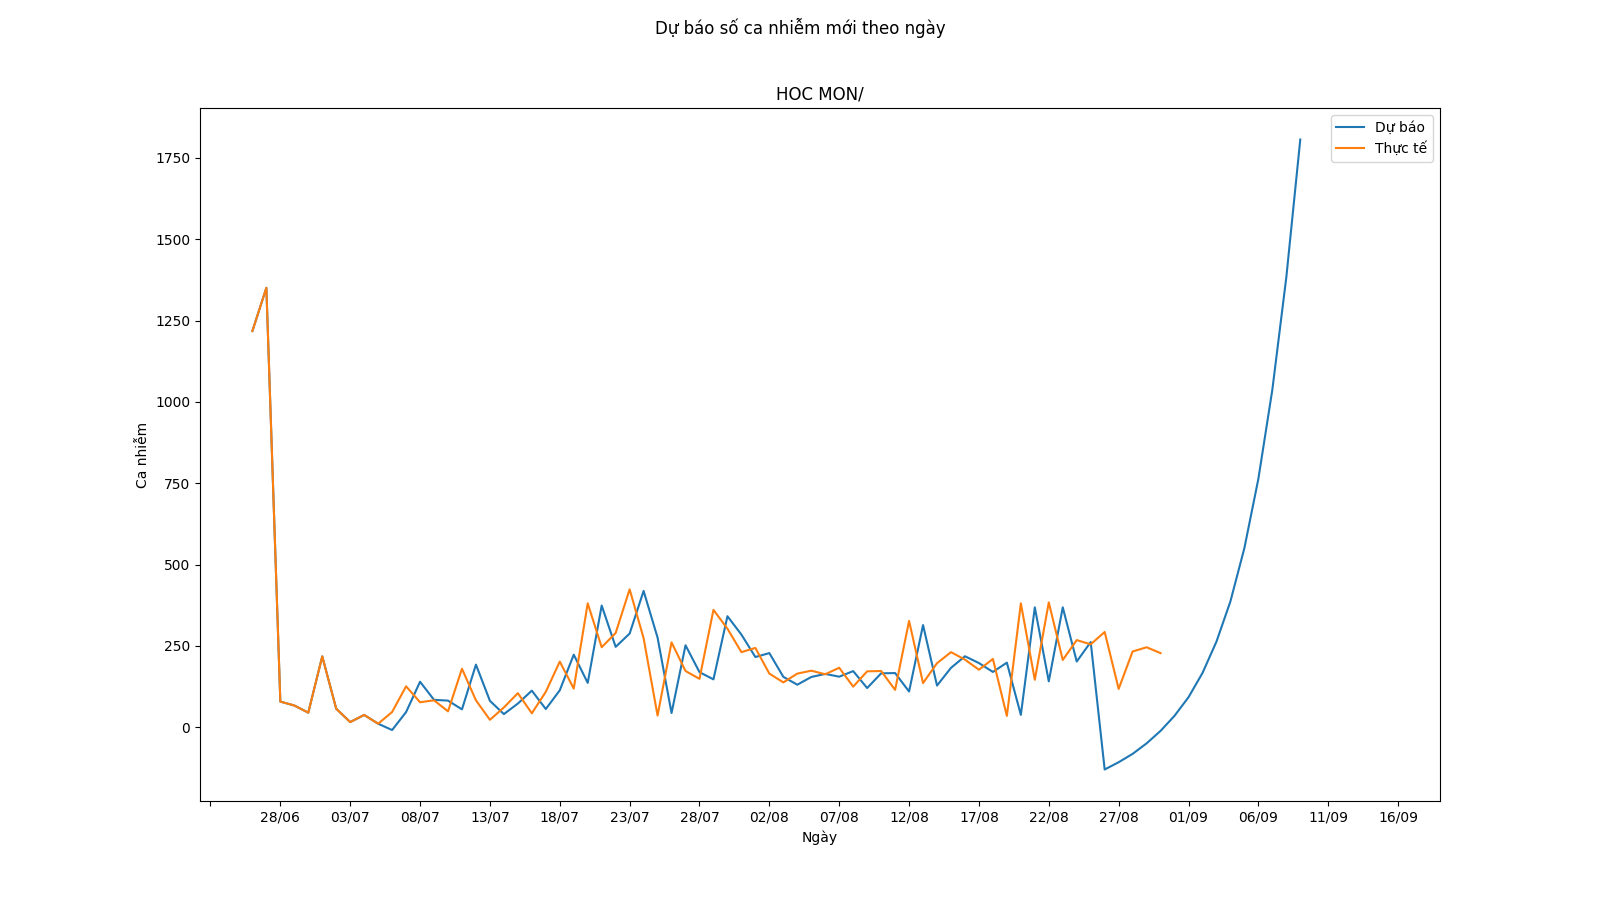 Dự báo số ca nhiễm mới theo ngày
HOC MON/
Dự báo
Thực tế
1750
1500
1250
1000
750
500
250
0
Ca nhiễm
28/06 03/07 08/07 13/07 18/07 23/07 28/07 02/08 07/08 12/08 17/08 22/08 27/08 01/09 06/09 11/09 16/09
Ngày